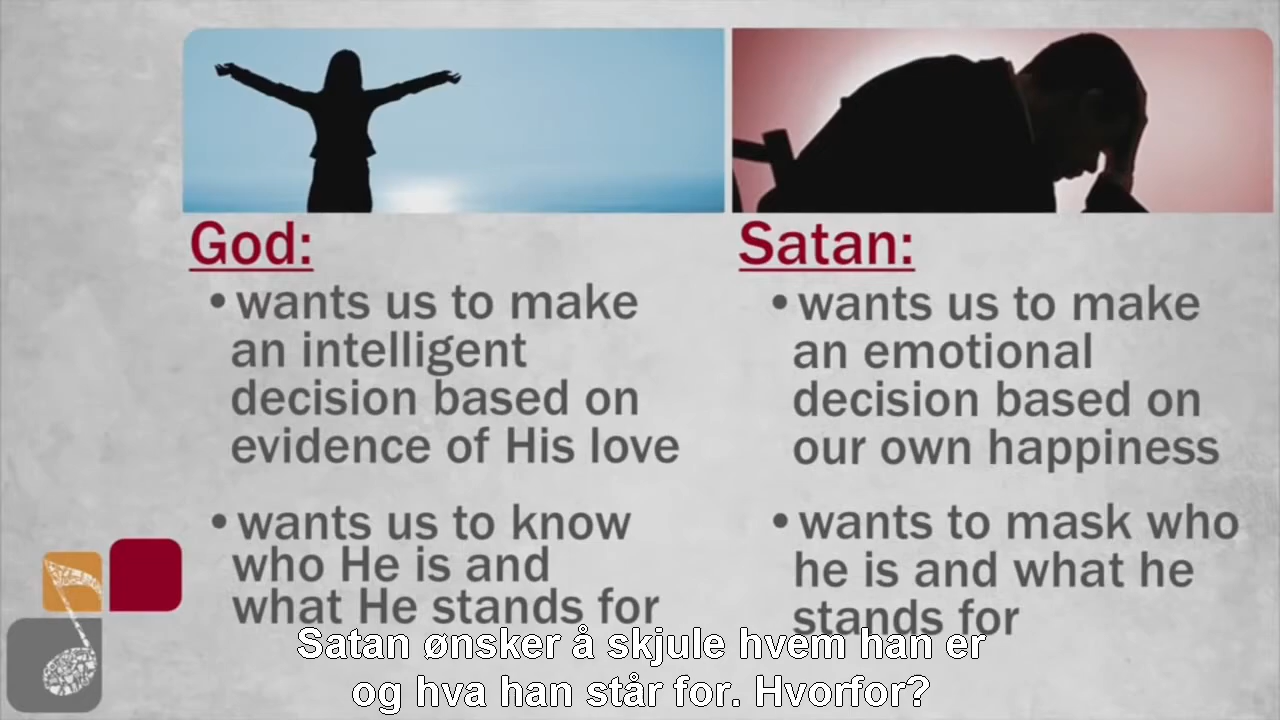 God:
• wants us to make
an intelligent
decision based on
evidence of His love
• wants us to know
who He is and
what He stands for
Satan:
• wants us to make
an emotional
decision based on
our own happiness
• wants to mask who
he is and what he
stands for
Satan ønsker å skjule hvem han er
og hva han står for. Hvorfor?